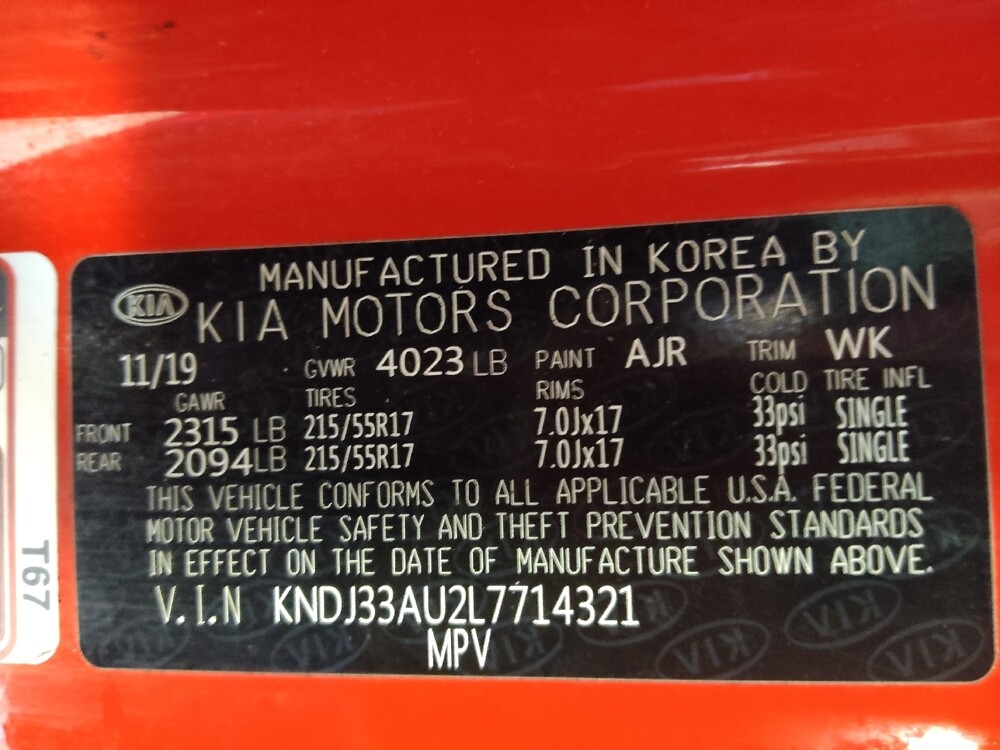 MANUFACTURED IN KOREA BY
KIA KIA MOTORS CORPORATION
11/19 GVWR 4023 LB PAINT AJR TRIM WK
GAWR TIRES RIMS COLD TIRE INFL
FRONT 2315 LB 215/55R17 7.0Jx17 33psi SINGLE
REAR 2094LB 215/55R17 7.0Jx17 33psi SINGLE
THIS VEHICLE CONFORMS TO ALL APPLICABLE U.S.A. FEDERAL
MOTOR VEHICLE SAFETY AND THEFT PREVENTION STANDARDS
IN EFFECT ON THE DATE OF MANUFACTURE SHOWN ABOVE.
V.I.N KNDJ33AU2L7714321
MPV
T67